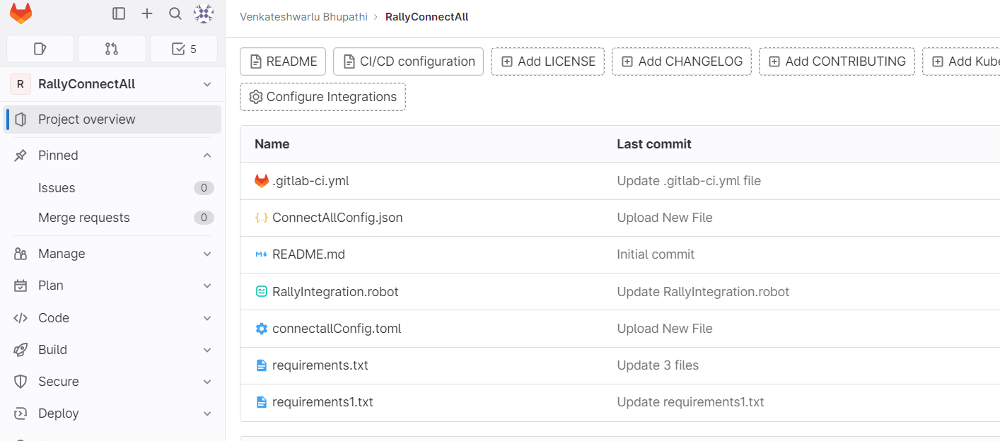 Venkateshwarlu Bhupathi > RallyConnectAll
5
R RallyConnectAll
Project overview
Pinned
Issues 0
Merge requests 0
Manage
Plan
Code
Build
Secure
Deploy
README CI/CD configuration Add LICENSE Add CHANGELOG Add CONTRIBUTING Add Kube
Configure Integrations
Name Last commit
.gitlab-ci.yml Update .gitlab-ci.yml file
ConnectAllConfig.json Upload New File
README.md Initial commit
RallyIntegration.robot Update RallyIntegration.robot
connectallConfig.toml Upload New File
requirements.txt Update 3 files
requirements1.txt Update requirements1.txt